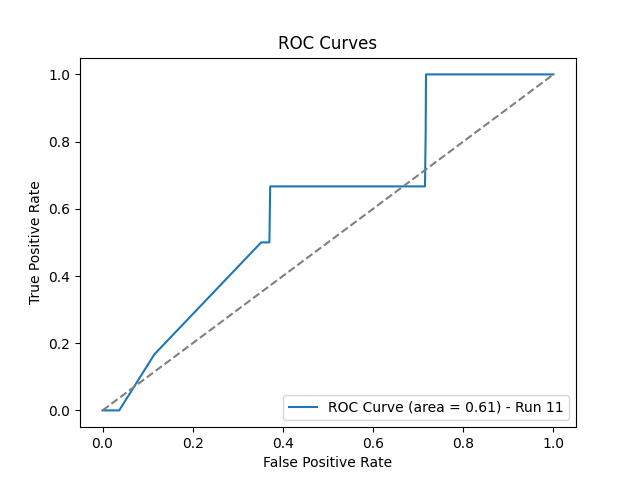 ROC Curves
True Positive Rate
1.0
0.8
0.6
0.4
0.2
0.0
ROC Curve (area = 0.61) - Run 11
0.0 0.2 0.4 0.6 0.8 1.0
False Positive Rate